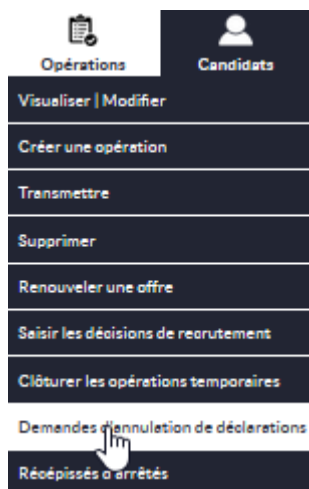 Opérations Candidats
Visualiser | Modifier
Créer une opération
Transmettre
Supprimer
Renouveler une offre
Saisir les décisions de recrutement
Clôturer les opérations temporaires
Demandes d'annulation de déclarations
Récépissés d'arrêtés